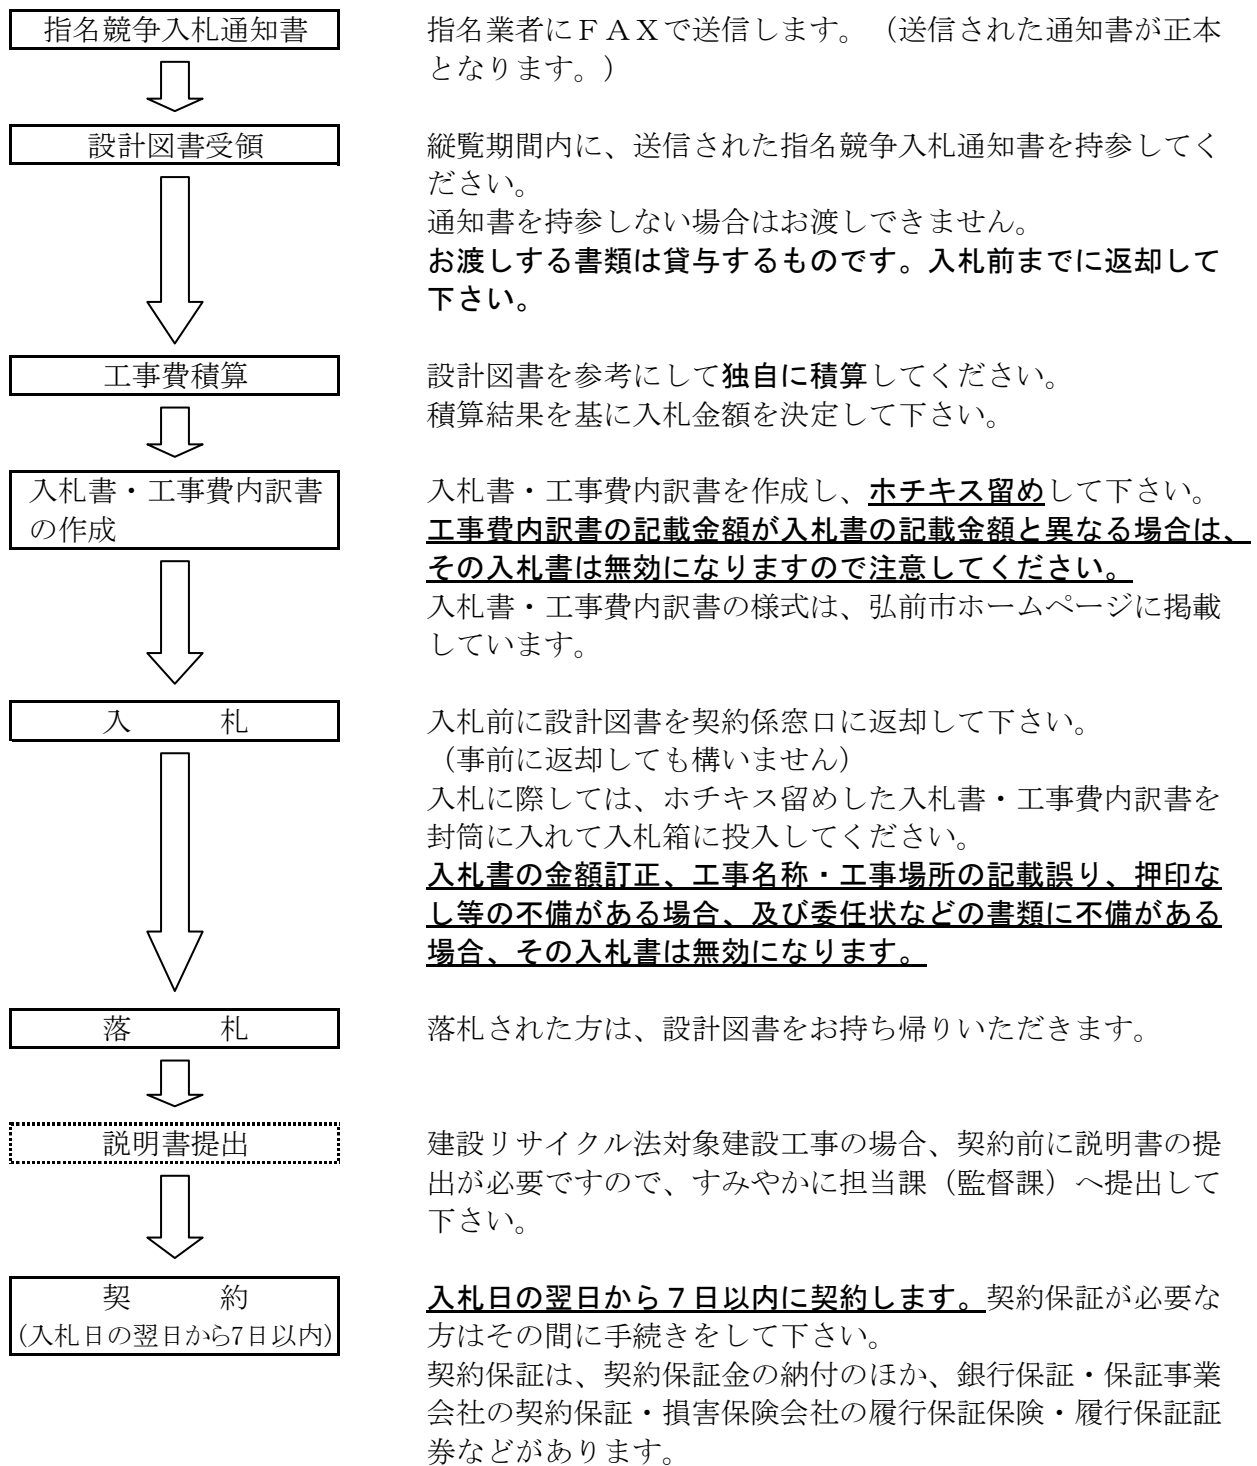 指名競争入札通知書
指名業者にＦＡＸで送信します。（送信された通知書が正本
となります。）
設計図書受領
縦覧期間内に、送信された指名競争入札通知書を持参してく
ださい。
通知書を持参しない場合はお渡しできません。
お渡しする書類は貸与するものです。入札前までに返却して
下さい。
工事費積算
設計図書を参考にして独自に積算してください。
積算結果を基に入札金額を決定して下さい。
入札書・工事費内訳書
の作成
入札書・工事費内訳書を作成し、ホチキス留めして下さい。
工事費内訳書の記載金額が入札書の記載金額と異なる場合は、
その入札書は無効になりますので注意してください。
入札書・工事費内訳書の様式は、弘前市ホームページに掲載
しています。
入　　　札
入札前に設計図書を契約係窓口に返却して下さい。
（事前に返却しても構いません）
入札に際しては、ホチキス留めした入札書・工事費内訳書を
封筒に入れて入札箱に投入してください。
入札書の金額訂正、工事名称・工事場所の記載誤り、押印な
し等の不備がある場合、及び委任状などの書類に不備がある
場合、その入札書は無効になります。
落　　　札
落札された方は、設計図書をお持ち帰りいただきます。
説明書提出
建設リサイクル法対象建設工事の場合、契約前に説明書の提
出が必要ですので、すみやかに担当課（監督課）へ提出して
下さい。
契　　　約
(入札日の翌日から7日以内)
入札日の翌日から７日以内に契約します。契約保証が必要な
方はその間に手続きをして下さい。
契約保証は、契約保証金の納付のほか、銀行保証・保証事業
会社の契約保証・損害保険会社の履行保証保険・履行保証証
券などがあります。